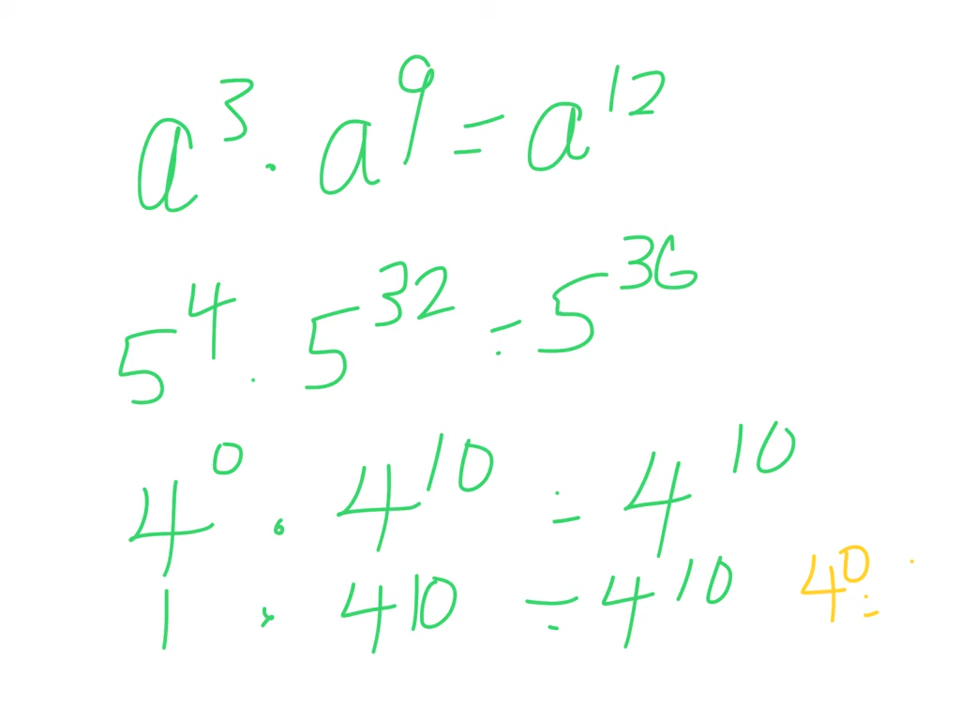 a³ · a⁹ = a¹²
5⁴ · 5³² = 5³⁶
4⁰ · 4¹⁰ = 4¹⁰
1 · 4¹⁰ = 4¹⁰ 4⁰ =